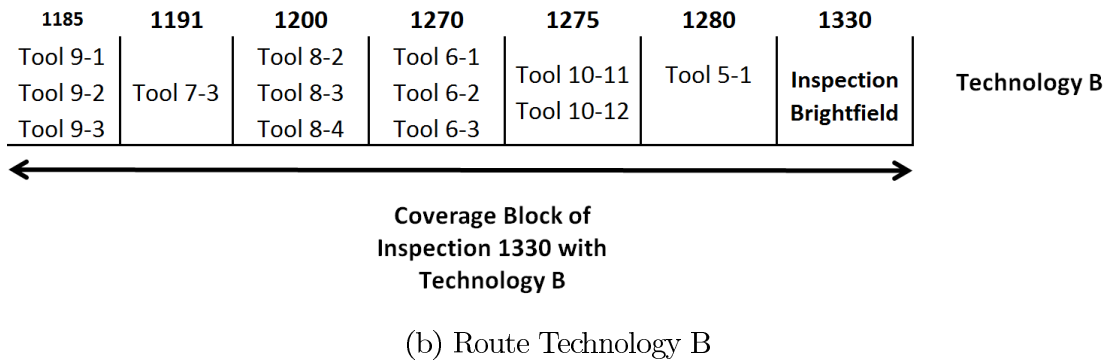 1185 1191 1200 1270 1275 1280 1330
Tool 9-1 Tool 8-2 Tool 6-1
Tool 10-11 Tool 5-1
Tool 9-2 Tool 7-3 Tool 8-3 Tool 6-2 Inspection Technology B
Tool 10-12 Brightfield
Tool 9-3 Tool 8-4 Tool 6-3
Coverage Block of
Inspection 1330 with
Technology B
(b) Route Technology B